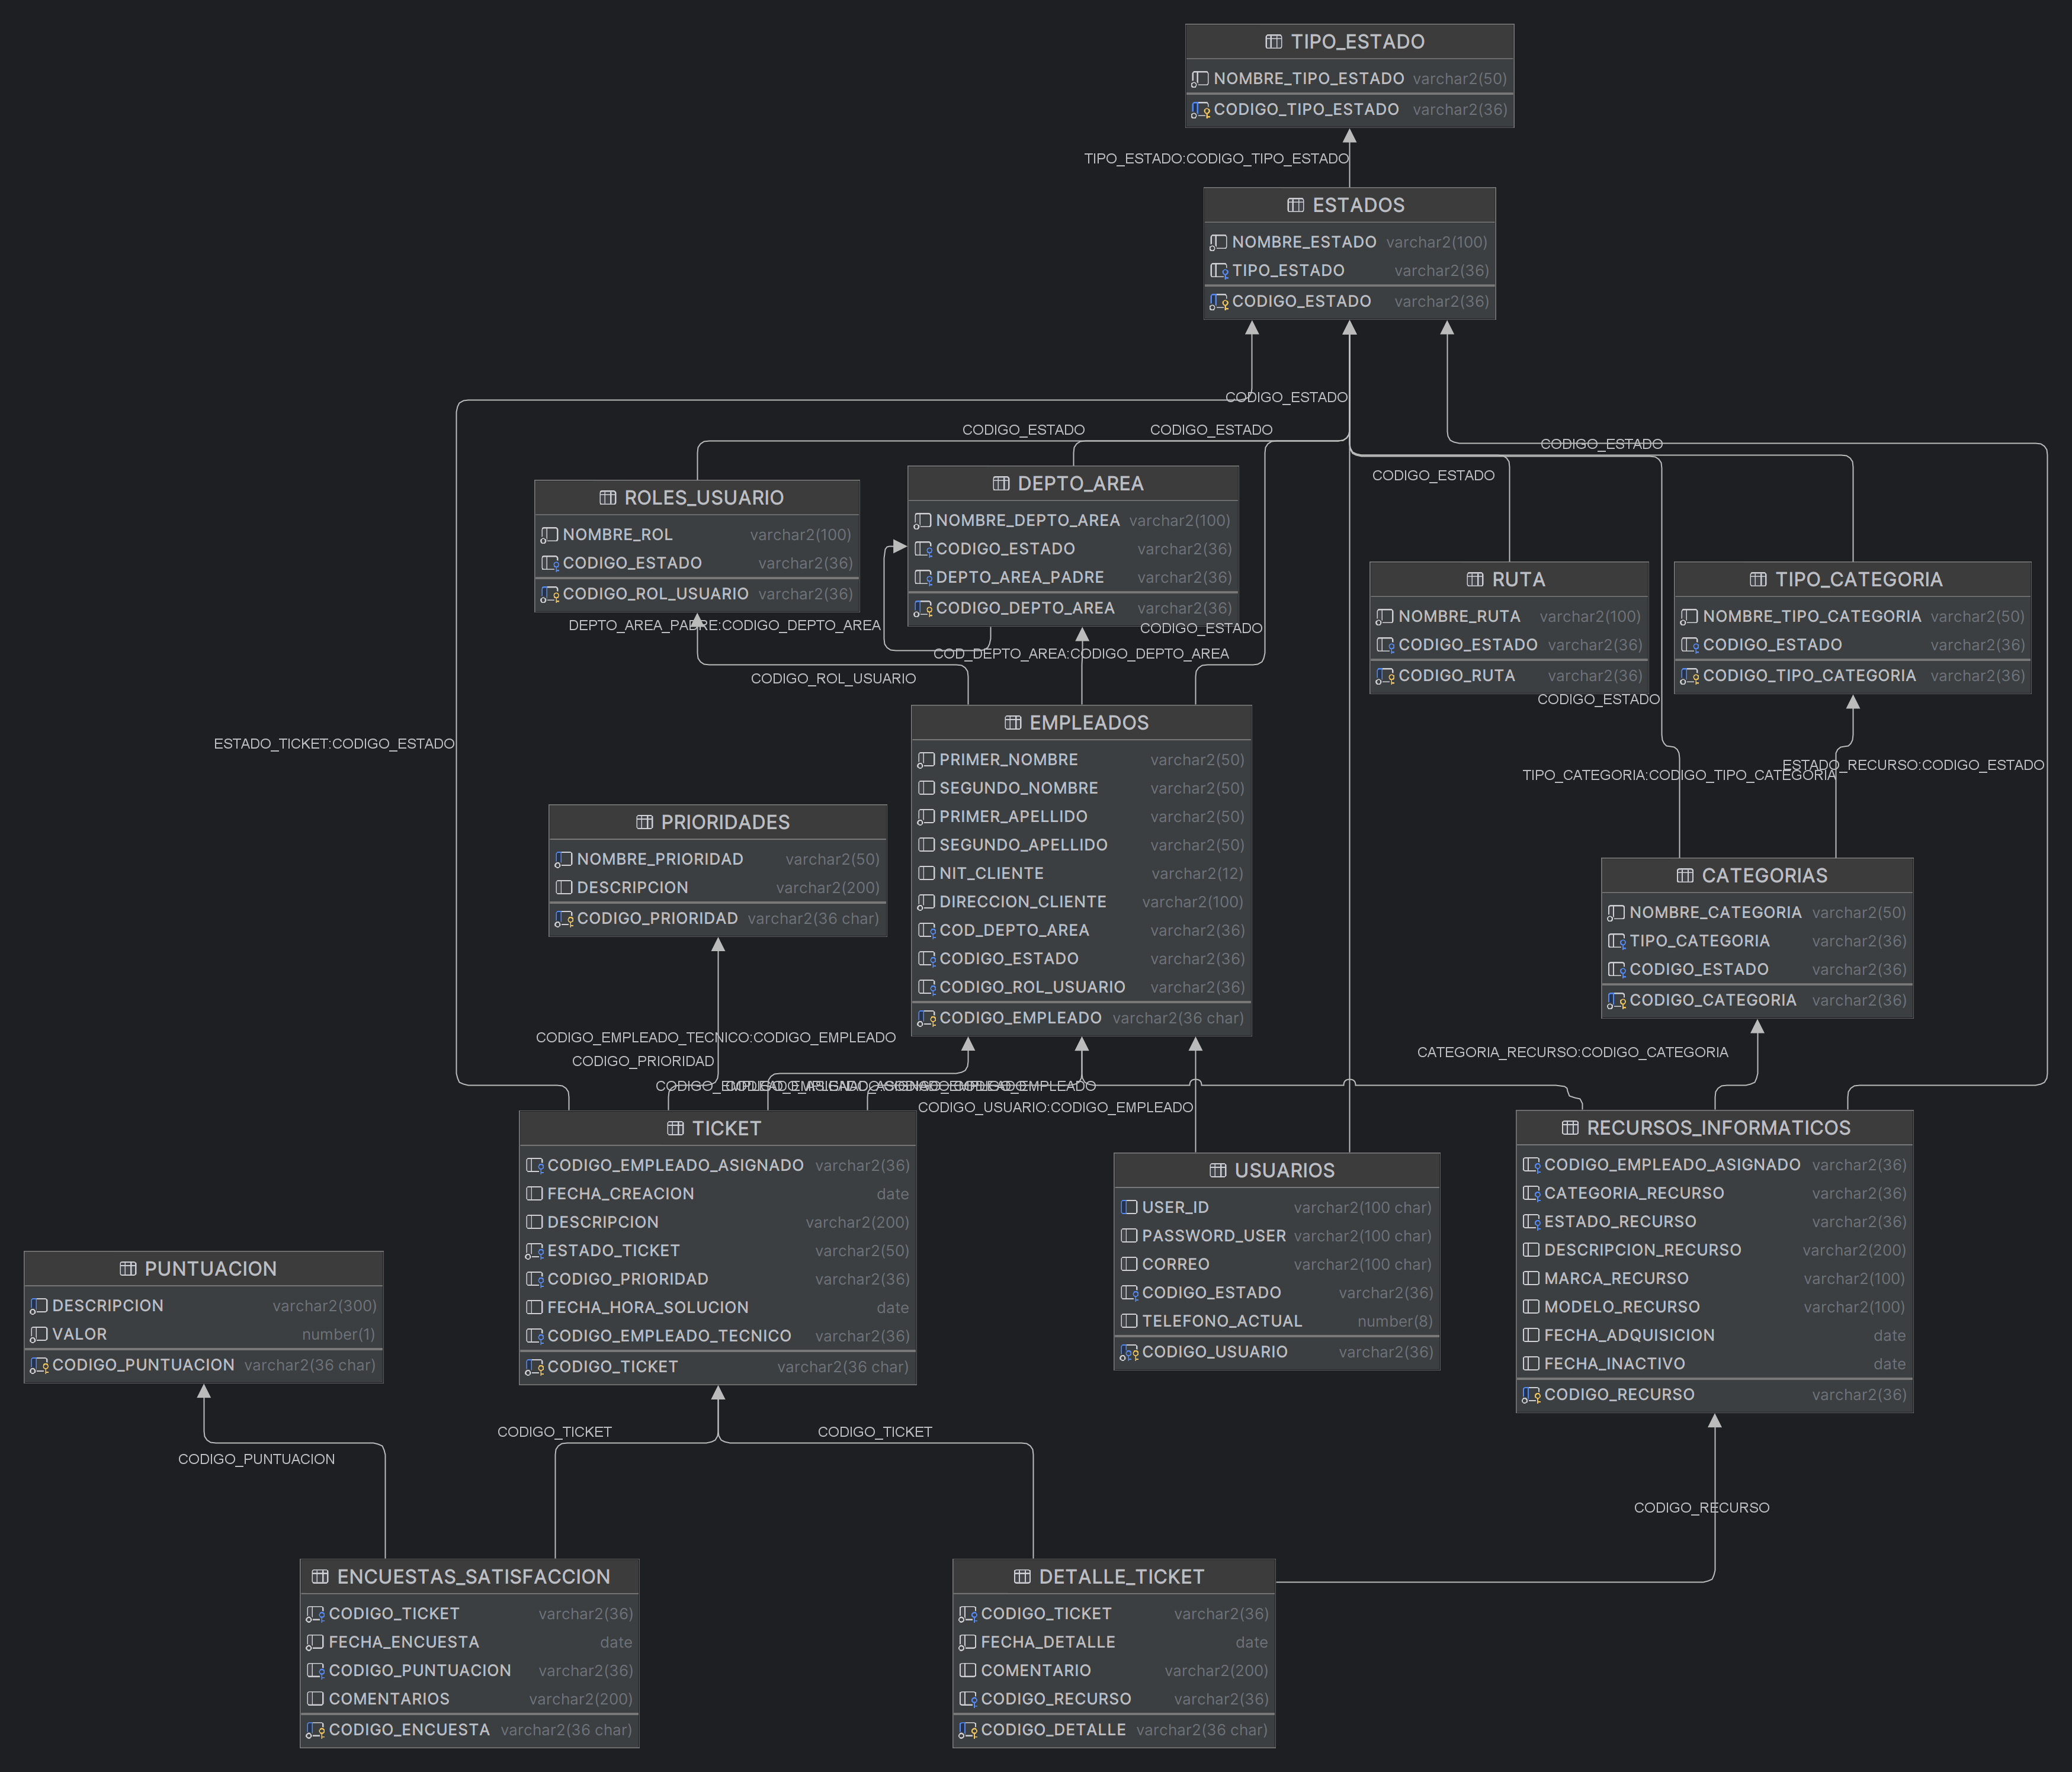 TIPO_ESTADO
NOMBRE_TIPO_ESTADO varchar2(50)
CODIGO_TIPO_ESTADO varchar2(36)
TIPO_ESTADO:CODIGO_TIPO_ESTADO
ESTADOS
NOMBRE_ESTADO varchar2(100)
TIPO_ESTADO varchar2(36)
CODIGO_ESTADO varchar2(36)
CODIGO_ESTADO
CODIGO_ESTADO
CODIGO_ESTADO
CODIGO_ESTADO
CODIGO_ESTADO
ROLES_USUARIO
NOMBRE_ROL varchar2(100)
CODIGO_ESTADO varchar2(36)
CODIGO_ROL_USUARIO varchar2(36)
DEPTO_AREA
NOMBRE_DEPTO_AREA varchar2(100)
CODIGO_ESTADO varchar2(36)
DEPTO_AREA_PADRE varchar2(36)
CODIGO_DEPTO_AREA varchar2(36)
RUTA
NOMBRE_RUTA varchar2(100)
CODIGO_ESTADO varchar2(36)
CODIGO_RUTA varchar2(36)
TIPO_CATEGORIA
NOMBRE_TIPO_CATEGORIA varchar2(50)
CODIGO_ESTADO varchar2(36)
CODIGO_TIPO_CATEGORIA varchar2(36)
DEPTO_AREA_PADRE:CODIGO_DEPTO_AREA
CODIGO_ESTADO
COD_DEPTO_AREA:CODIGO_DEPTO_AREA
CODIGO_ROL_USUARIO
CODIGO_ESTADO
ESTADO_TICKET:CODIGO_ESTADO
ESTADO_RECURSO:CODIGO_ESTADO
TIPO_CATEGORIA:CODIGO_TIPO_CATEGORIA
EMPLEADOS
PRIMER_NOMBRE varchar2(50)
SEGUNDO_NOMBRE varchar2(50)
PRIMER_APELLIDO varchar2(50)
SEGUNDO_APELLIDO varchar2(50)
NIT_CLIENTE varchar2(12)
DIRECCION_CLIENTE varchar2(100)
COD_DEPTO_AREA varchar2(36)
CODIGO_ESTADO varchar2(36)
CODIGO_ROL_USUARIO varchar2(36)
CODIGO_EMPLEADO varchar2(36 char)
PRIORIDADES
NOMBRE_PRIORIDAD varchar2(50)
DESCRIPCION varchar2(200)
CODIGO_PRIORIDAD varchar2(36 char)
CATEGORIAS
NOMBRE_CATEGORIA varchar2(50)
TIPO_CATEGORIA varchar2(36)
CODIGO_ESTADO varchar2(36)
CODIGO_CATEGORIA varchar2(36)
CODIGO_EMPLEADO_TECNICO:CODIGO_EMPLEADO
CODIGO_PRIORIDAD
CATEGORIA_RECURSO:CODIGO_CATEGORIA
CODIGO_USUARIO:CODIGO_EMPLEADO
TICKET
CODIGO_EMPLEADO_ASIGNADO varchar2(36)
FECHA_CREACION date
DESCRIPCION varchar2(200)
ESTADO_TICKET varchar2(50)
CODIGO_PRIORIDAD varchar2(36)
FECHA_HORA_SOLUCION date
CODIGO_EMPLEADO_TECNICO varchar2(36)
CODIGO_TICKET varchar2(36 char)
USUARIOS
USER_ID varchar2(100 char)
PASSWORD_USER varchar2(100 char)
CORREO varchar2(100 char)
CODIGO_ESTADO varchar2(36)
TELEFONO_ACTUAL number(8)
CODIGO_USUARIO varchar2(36)
RECURSOS_INFORMATICOS
CODIGO_EMPLEADO_ASIGNADO varchar2(36)
CATEGORIA_RECURSO varchar2(36)
ESTADO_RECURSO varchar2(36)
DESCRIPCION_RECURSO varchar2(200)
MARCA_RECURSO varchar2(100)
MODELO_RECURSO varchar2(100)
FECHA_ADQUISICION date
FECHA_INACTIVO date
CODIGO_RECURSO varchar2(36)
PUNTUACION
DESCRIPCION varchar2(300)
VALOR number(1)
CODIGO_PUNTUACION varchar2(36 char)
CODIGO_PUNTUACION
CODIGO_TICKET
CODIGO_TICKET
CODIGO_RECURSO
ENCUESTAS_SATISFACCION
CODIGO_TICKET varchar2(36)
FECHA_ENCUESTA date
CODIGO_PUNTUACION varchar2(36)
COMENTARIOS varchar2(200)
CODIGO_ENCUESTA varchar2(36 char)
DETALLE_TICKET
CODIGO_TICKET varchar2(36)
FECHA_DETALLE date
COMENTARIO varchar2(200)
CODIGO_RECURSO varchar2(36)
CODIGO_DETALLE varchar2(36 char)